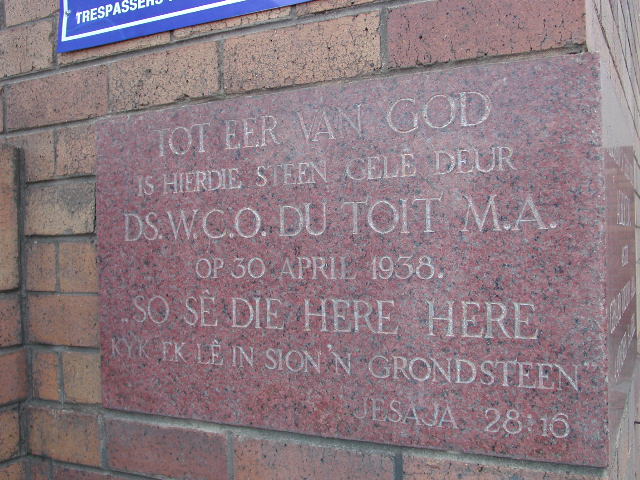 TRESPASSERS
TOT EER VAN GOD
IS HIERDIE STEEN GELÊ DEUR
DS. W.C.O. DU TOIT M.A.
OP 30 APRIL 1938.
„SO SÊ DIE HERE HERE
KYK EK LÊ IN SION 'N GRONDSTEEN"
JESAJA 28:16